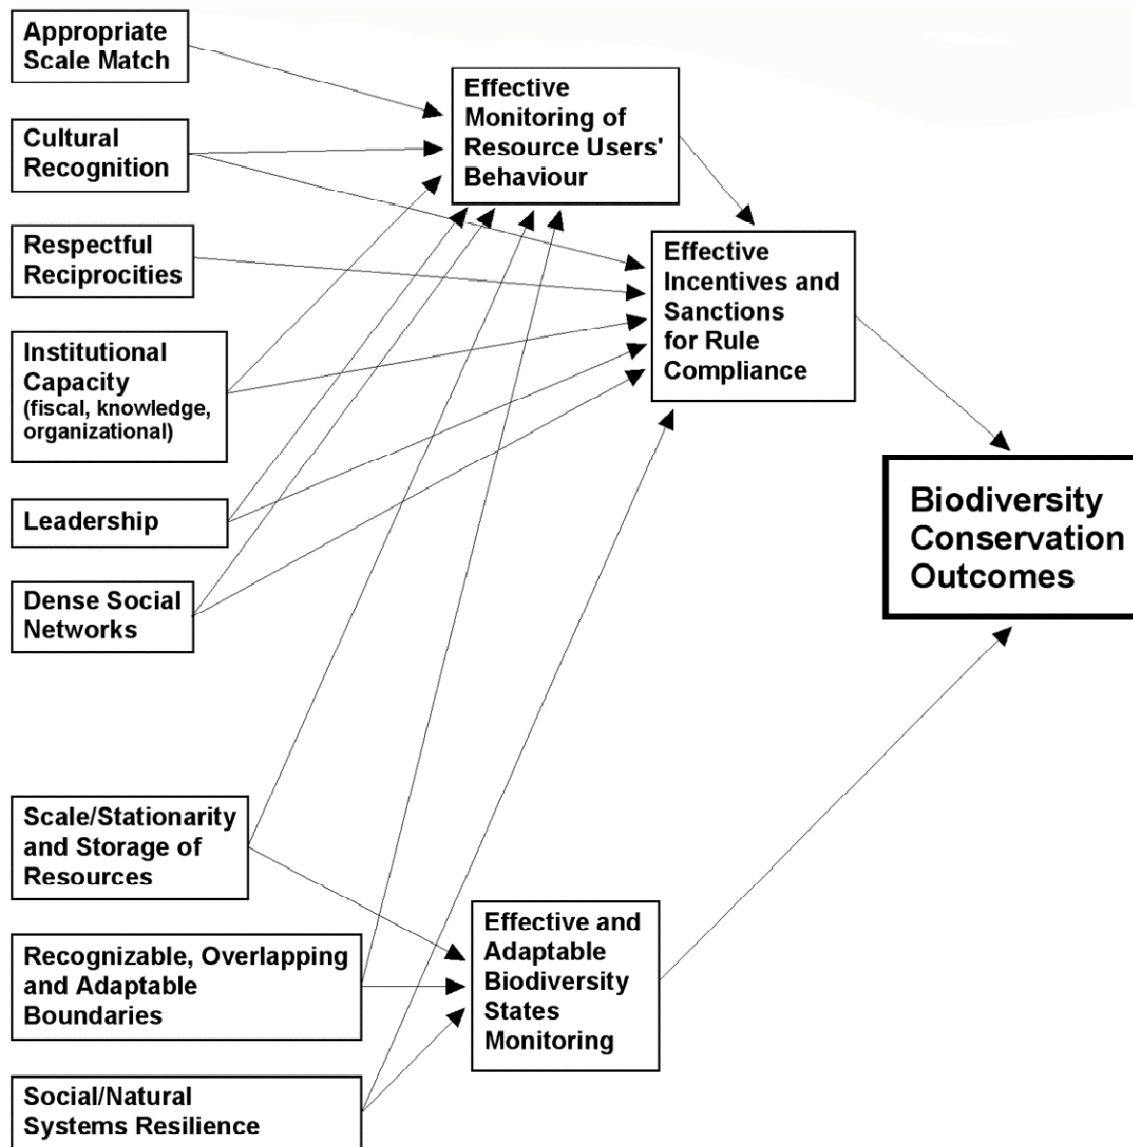 Appropriate
Scale Match
Cultural
Recognition
Respectful
Reciprocities
Institutional
Capacity
(fiscal, knowledge,
organizational)
Leadership
Dense Social
Networks
Scale/Stationarity
and Storage of
Resources
Recognizable, Overlapping
and Adaptable
Boundaries
Social/Natural
Systems Resilience
Effective
Monitoring of
Resource Users'
Behaviour
Effective
Incentives and
Sanctions
for Rule
Compliance
Effective and
Adaptable
Biodiversity
States
Monitoring
Biodiversity
Conservation
Outcomes